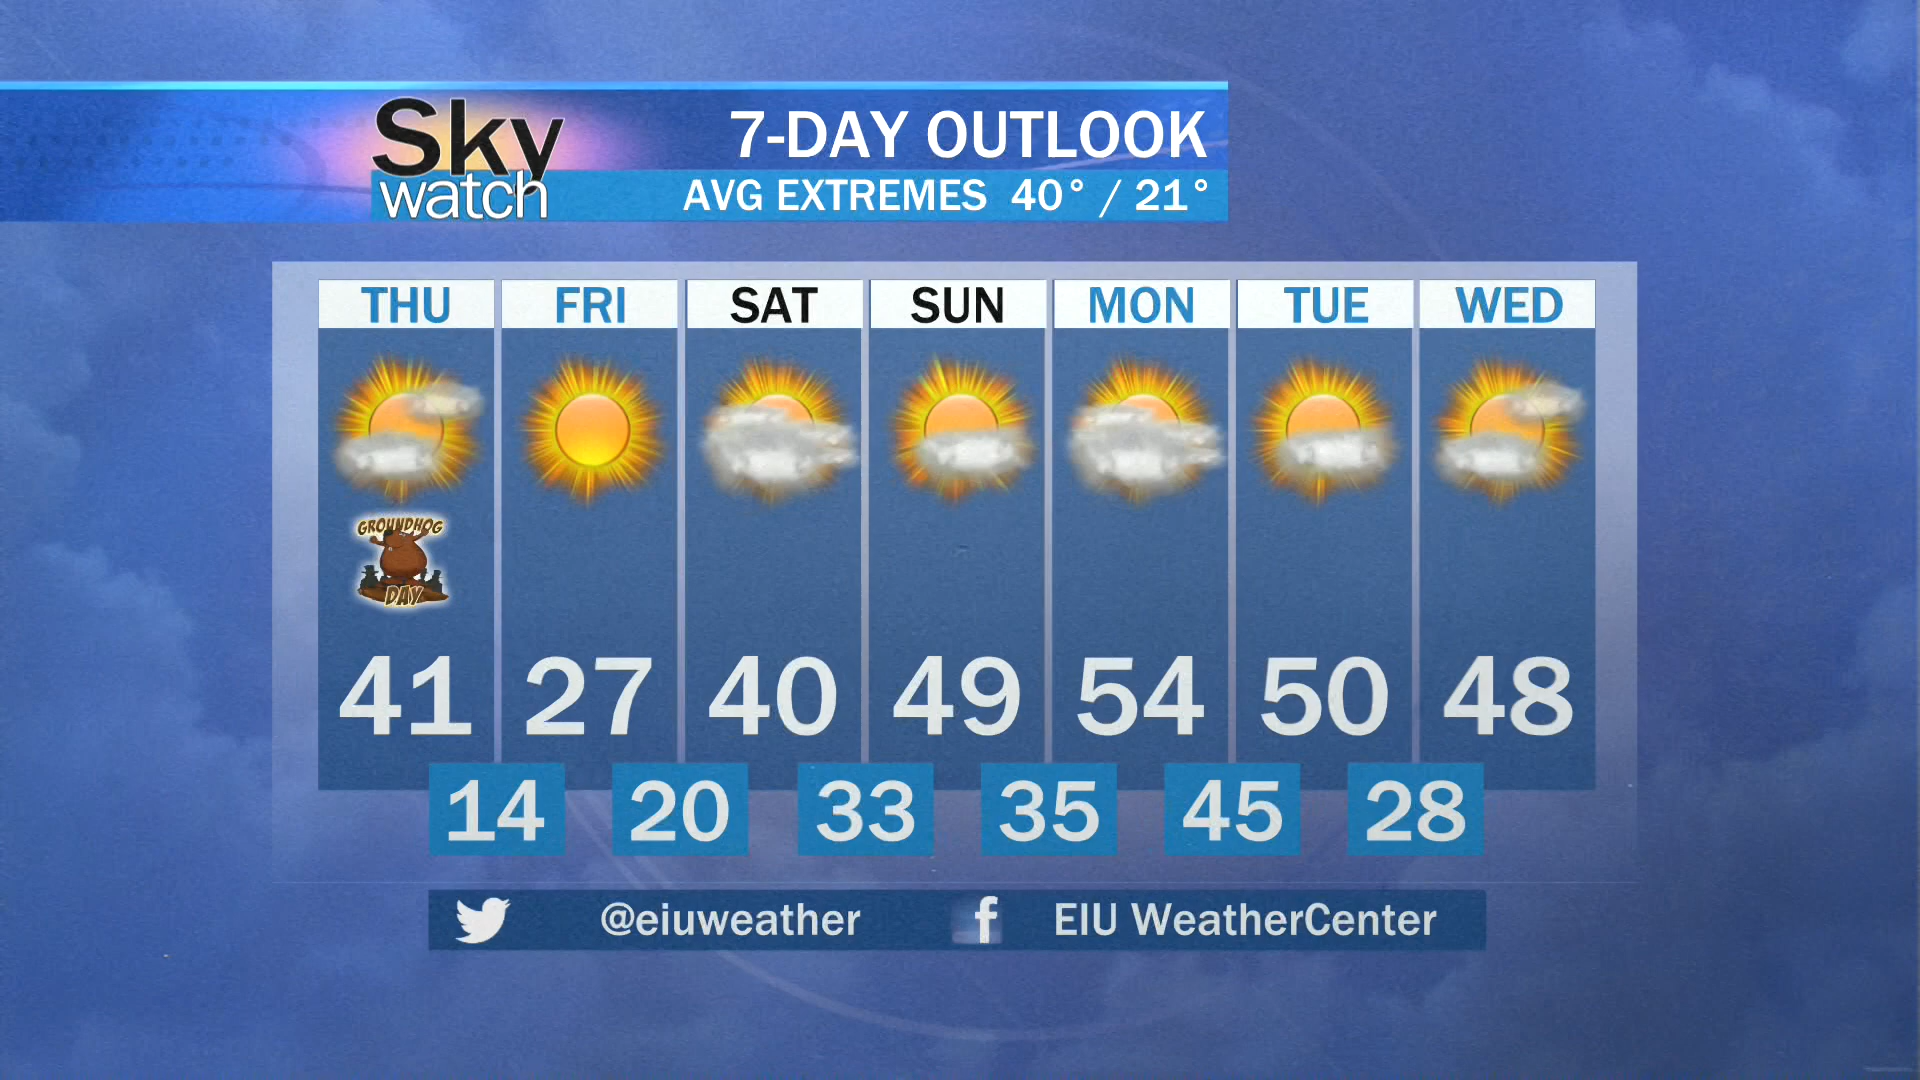 Sky
watch
7-DAY OUTLOOK
AVG EXTREMES 40° / 21°
THU FRI SAT SUN MON TUE WED
GROUNDHOG
DAY
41 27 40 49 54 50 48
14 20 33 35 45 28
@eiuweather
EIU WeatherCenter